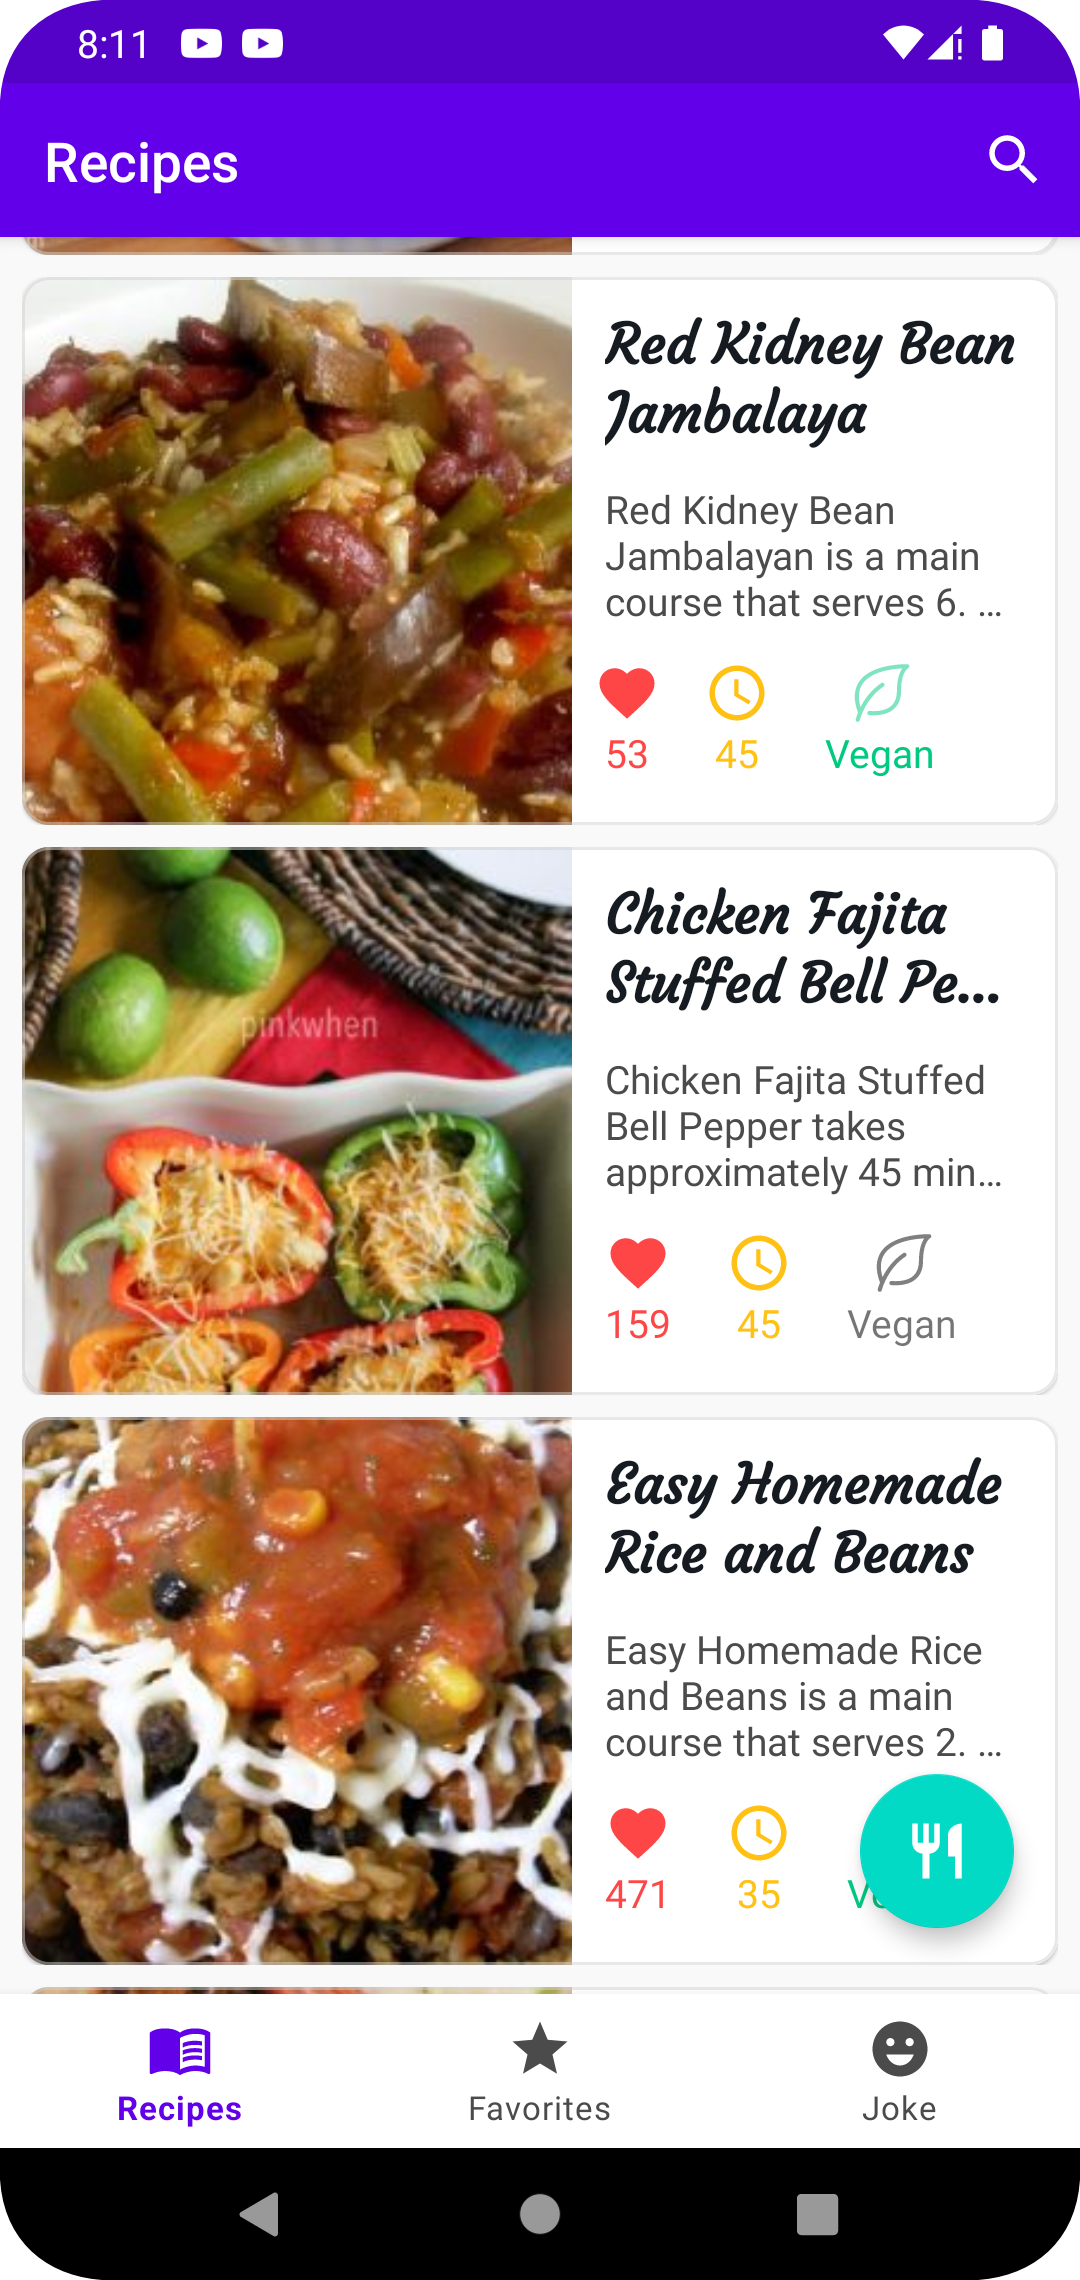 8:11
Recipes
Red Kidney Bean
Jambalaya
Red Kidney Bean
Jambalayan is a main
course that serves 6. ...
53
45
Vegan
pinkwhen
Chicken Fajita
Stuffed Bell Pe...
Chicken Fajita Stuffed
Bell Pepper takes
approximately 45 min...
159
45
Vegan
Easy Homemade
Rice and Beans
Easy Homemade Rice
and Beans is a main
course that serves 2. ...
471
35
Recipes
Favorites
Joke